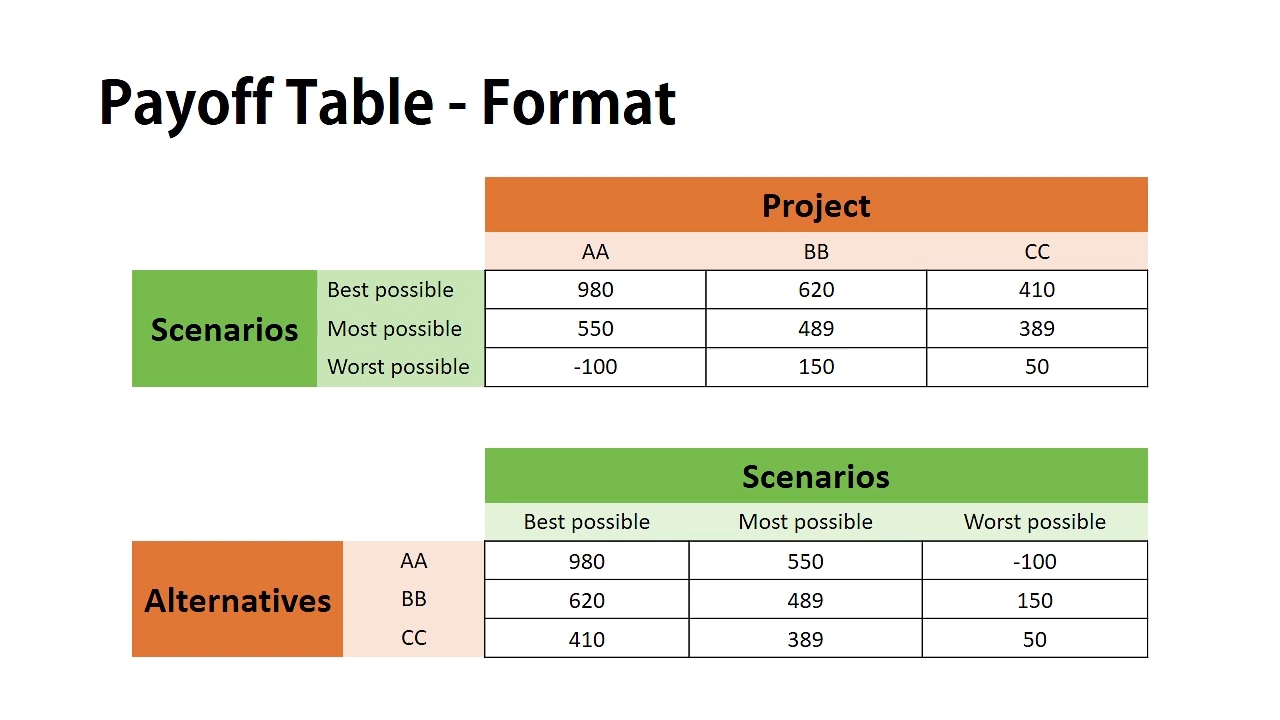 Payoff Table - Format
Project
AA BB CC
Scenarios
Best possible 980 620 410
Most possible 550 489 389
Worst possible -100 150 50
Scenarios
Best possible Most possible Worst possible
Alternatives
AA 980 550 -100
BB 620 489 150
CC 410 389 50